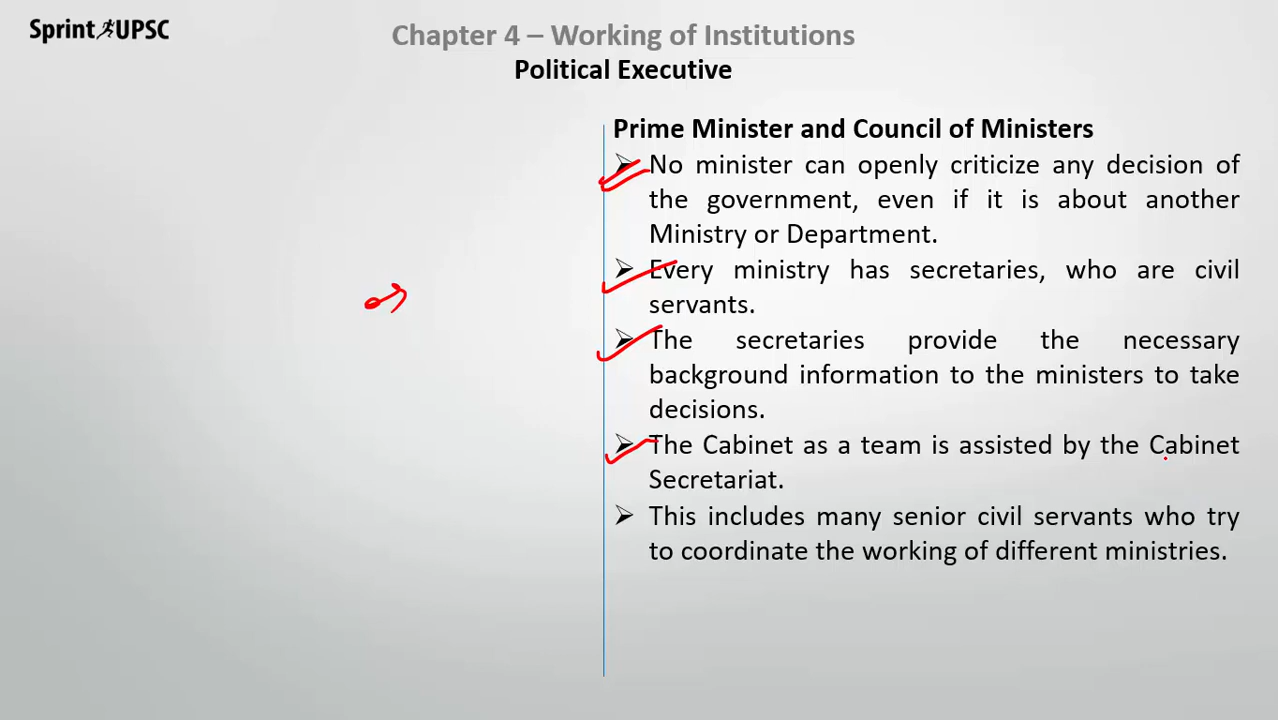 Sprint UPSC
Chapter 4 – Working of Institutions
Political Executive
Prime Minister and Council of Ministers
➢ No minister can openly criticize any decision of
the government, even if it is about another
Ministry or Department.
➢ Every ministry has secretaries, who are civil
servants.
➢ The secretaries provide the necessary
background information to the ministers to take
decisions.
➢ The Cabinet as a team is assisted by the Cabinet
Secretariat.
➢ This includes many senior civil servants who try
to coordinate the working of different ministries.